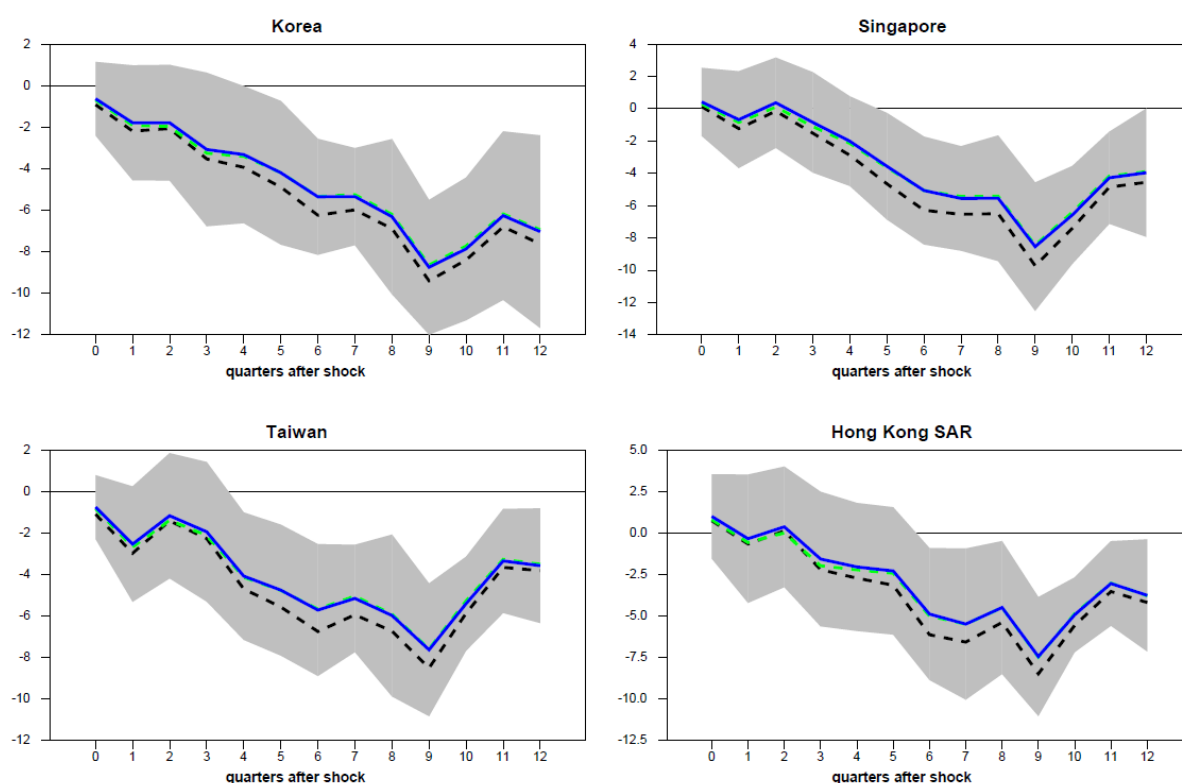 Korea
2
0
-2
-4
-6
-8
-10
-12
0 1 2 3 4 5 6 7 8 9 10 11 12
quarters after shock
Singapore
4
2
0
-2
-4
-6
-8
-10
-12
-14
0 1 2 3 4 5 6 7 8 9 10 11 12
quarters after shock
Taiwan
2
0
-2
-4
-6
-8
-10
-12
0 1 2 3 4 5 6 7 8 9 10 11 12
quarters after shock
Hong Kong SAR
5.0
2.5
0.0
-2.5
-5.0
-7.5
-10.0
-12.5
0 1 2 3 4 5 6 7 8 9 10 11 12
quarters after shock